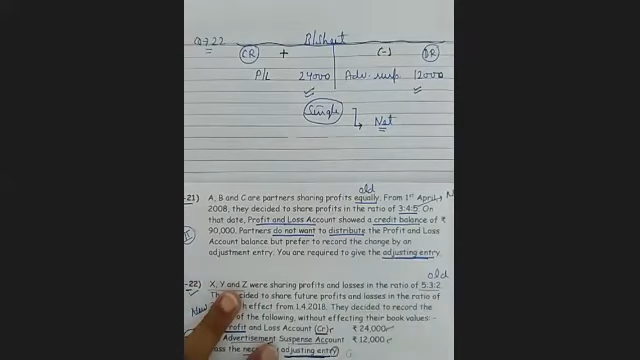 Q→22 B/Sheet
CR + (-) DR
P/L 24000 Adv. susp. 12000
Single
Net
old
-21) A, B and C are partners sharing profits equally. From 1st April, N
2008, they decided to share profits in the ratio of 3:4:5 On
that date, Profit and Loss Account showed a credit balance of ₹
90,000. Partners do not want to distribute the Profit and Loss
Account balance but prefer to record the change by an
adjustment entry. You are required to give the adjusting entry.
old
-22) X, Y and Z were sharing profits and losses in the ratio of 5:3:2
decided to share future profits and losses in the ratio of
New effect from 1.4.2018. They decided to record the
of the following, without effecting their book values:-
Profit and Loss Account (Cr) ₹ 24,000
Advertisement Suspense Account ₹ 12,000
adjusting entry